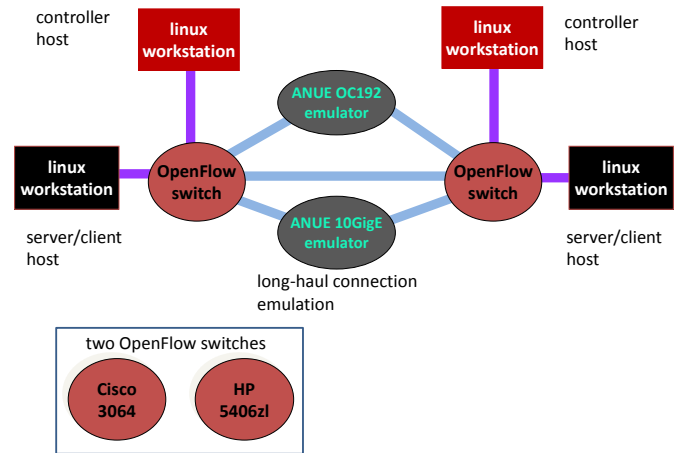 controller
host
linux
workstation
linux
workstation
controller
host
ANUE OC192
emulator
linux
workstation
OpenFlow
switch
OpenFlow
switch
linux
workstation
server/client
host
ANUE 10GigE
emulator
server/client
host
long-haul connection
emulation
two OpenFlow switches
Cisco
3064
HP
5406zl